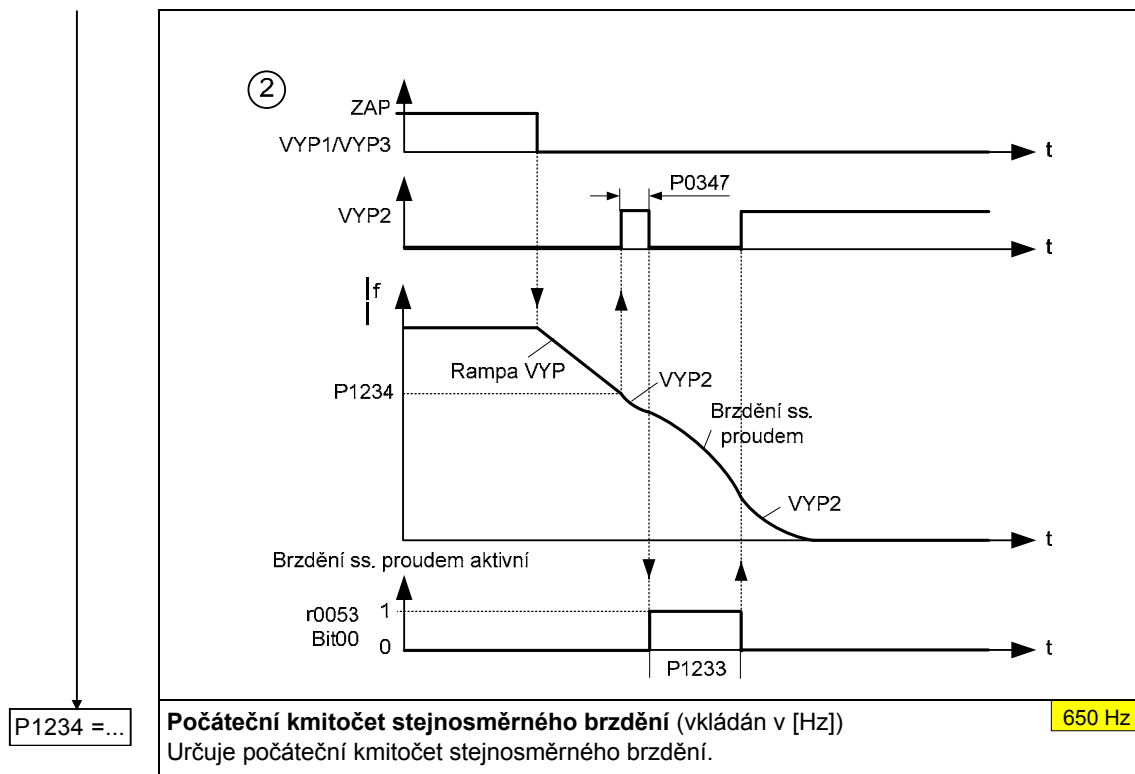 2
ZAP
VYP1/VYP3
t
P0347
VYP2
t
|f|
Rampa VYP
P1234
VYP2
Brzdění ss.
proudem
VYP2
t
Brzdění ss. proudem aktivní
r0053
Bit00
1
0
t
P1233
P1234 =...
Počáteční kmitočet stejnosměrného brzdění (vkládán v [Hz])
650 Hz
Určuje počáteční kmitočet stejnosměrného brzdění.